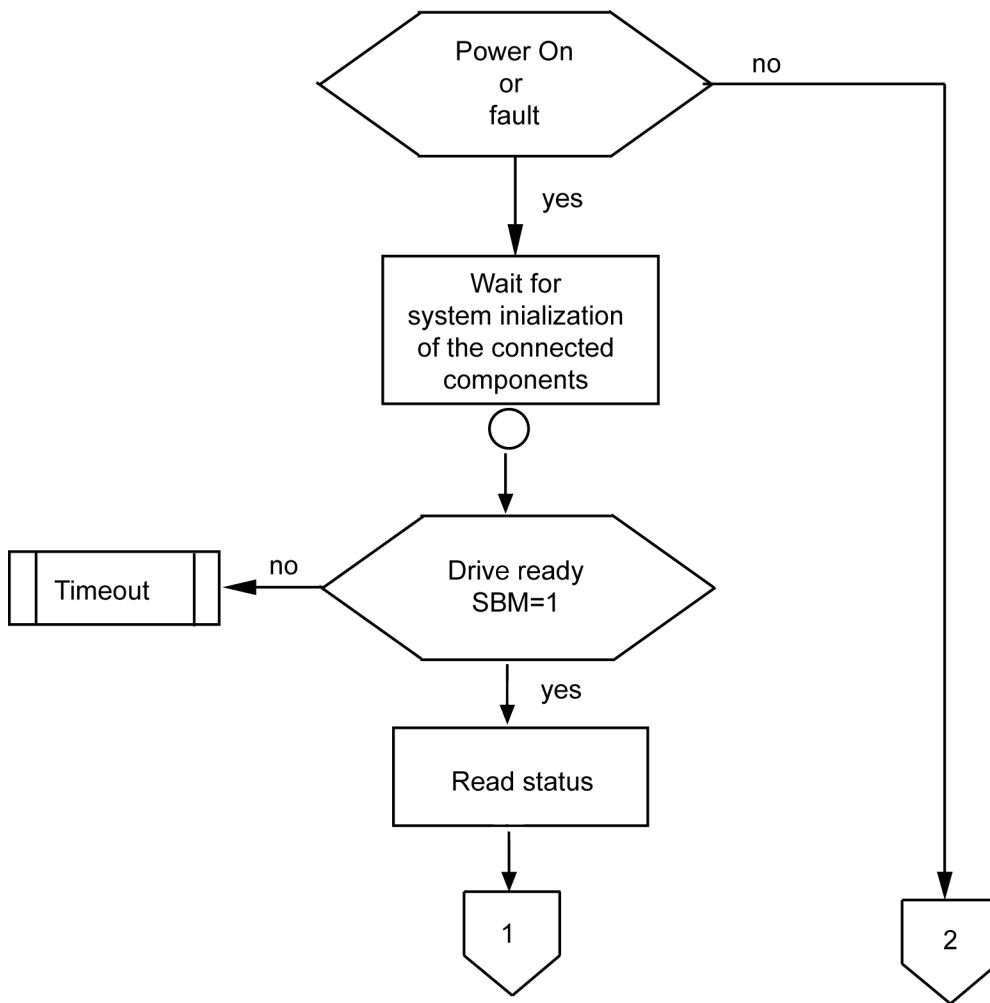 Power On
or
fault
no
yes
Wait for
system inialization
of the connected
components
no
Timeout
Drive ready
SBM=1
yes
Read status
1
2